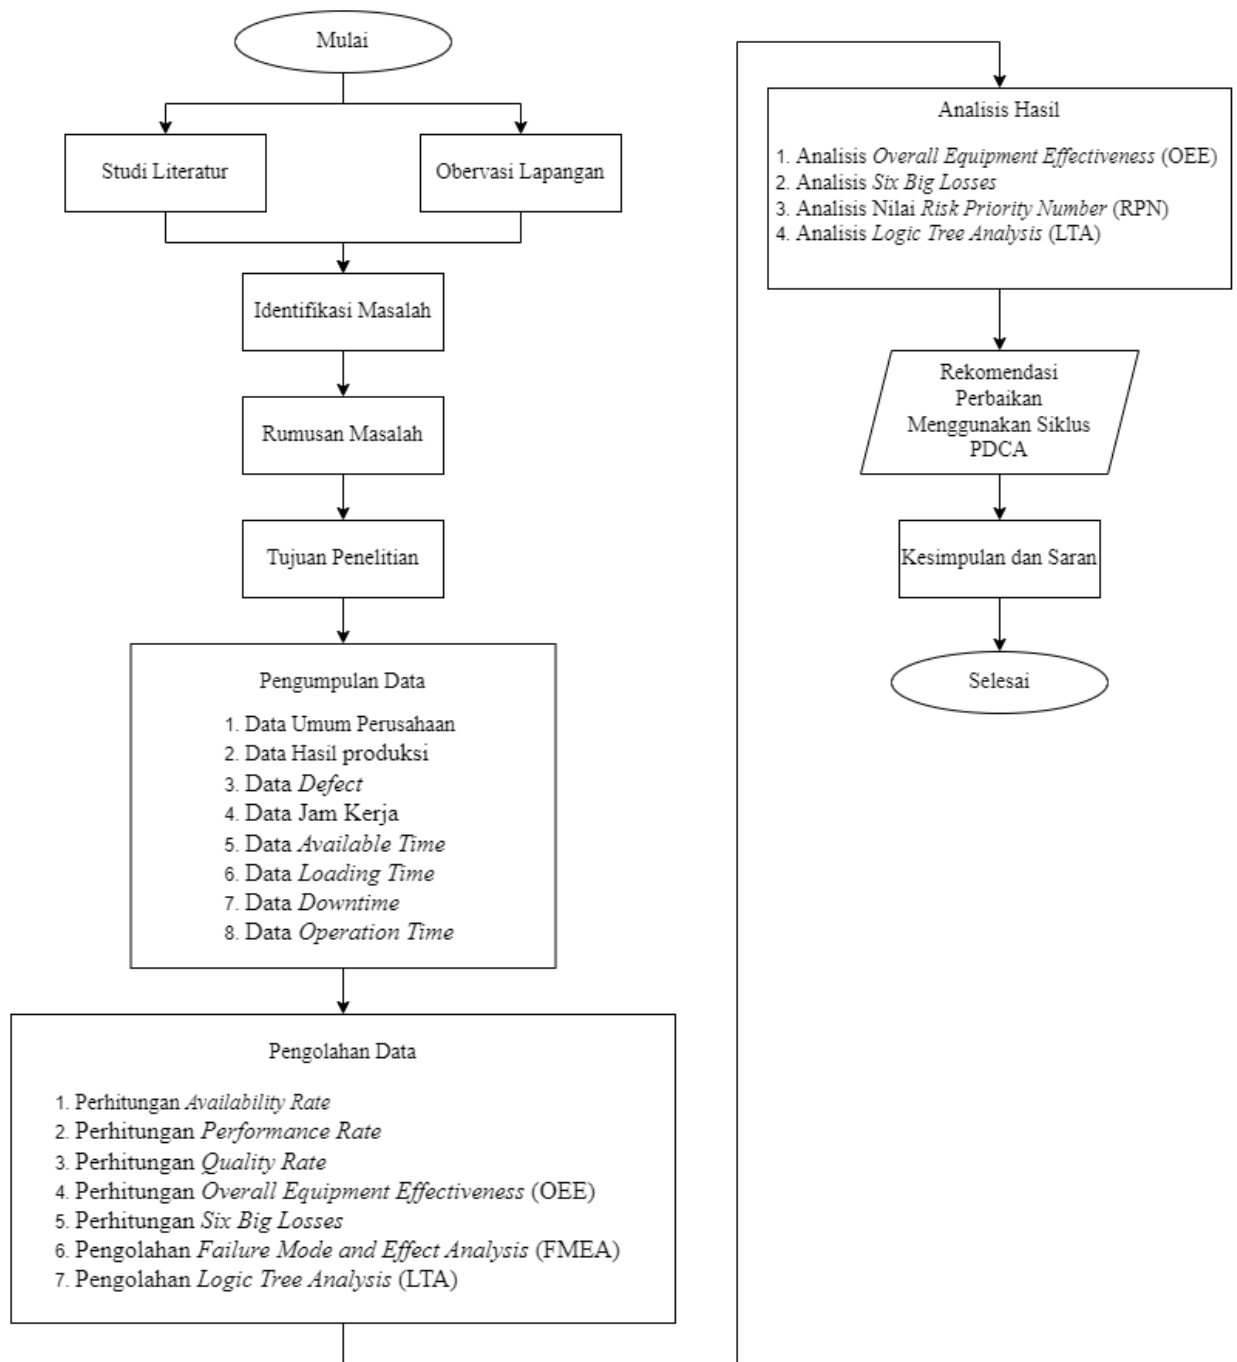 Mulai
Studi Literatur
Obervasi Lapangan
Identifikasi Masalah
Rumusan Masalah
Tujuan Penelitian
Pengumpulan Data
1. Data Umum Perusahaan
2. Data Hasil produksi
3. Data Defect
4. Data Jam Kerja
5. Data Available Time
6. Data Loading Time
7. Data Downtime
8. Data Operation Time
Pengolahan Data
1. Perhitungan Availability Rate
2. Perhitungan Performance Rate
3. Perhitungan Quality Rate
4. Perhitungan Overall Equipment Effectiveness (OEE)
5. Perhitungan Six Big Losses
6. Pengolahan Failure Mode and Effect Analysis (FMEA)
7. Pengolahan Logic Tree Analysis (LTA)
Analisis Hasil
1. Analisis Overall Equipment Effectiveness (OEE)
2. Analisis Six Big Losses
3. Analisis Nilai Risk Priority Number (RPN)
4. Analisis Logic Tree Analysis (LTA)
Rekomendasi
Perbaikan
Menggunakan Siklus
PDCA
Kesimpulan dan Saran
Selesai